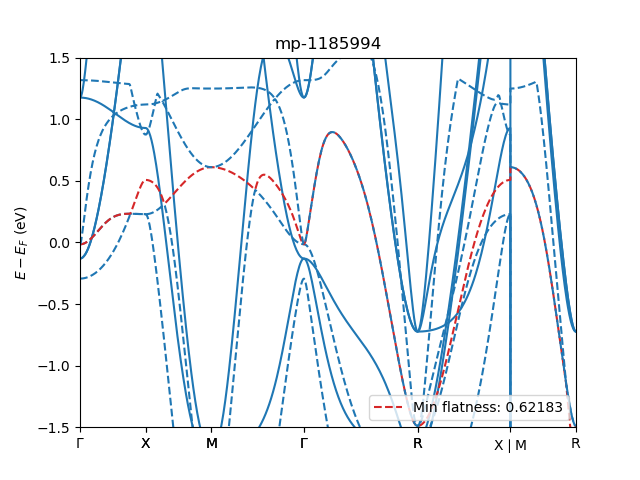 mp-1185994
E − E_F (eV)
1.5
1.0
0.5
0.0
−0.5
−1.0
−1.5
Min flatness: 0.62183
Γ X M Γ R X | M R